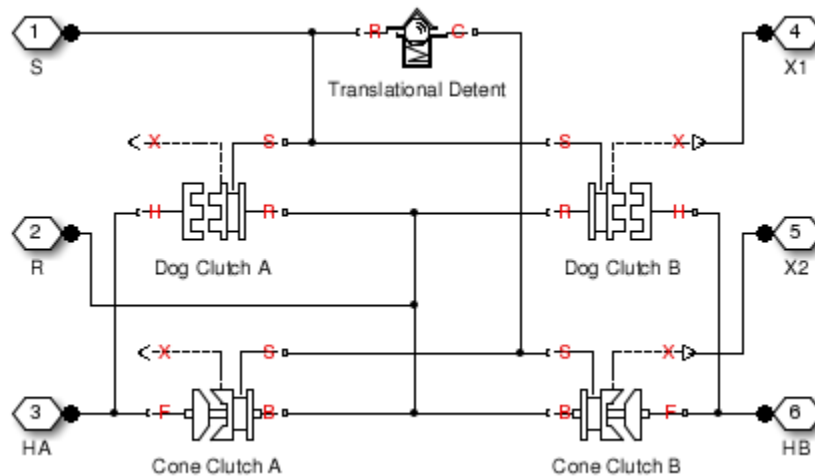 1
S
R
C
4
X1
Translational Detent
X
S
S
X
2
R
H
R
R
H
5
X2
Dog Clutch A
Dog Clutch B
X
S
S
X
3
HA
F
B
B
F
6
HB
Cone Clutch A
Cone Clutch B